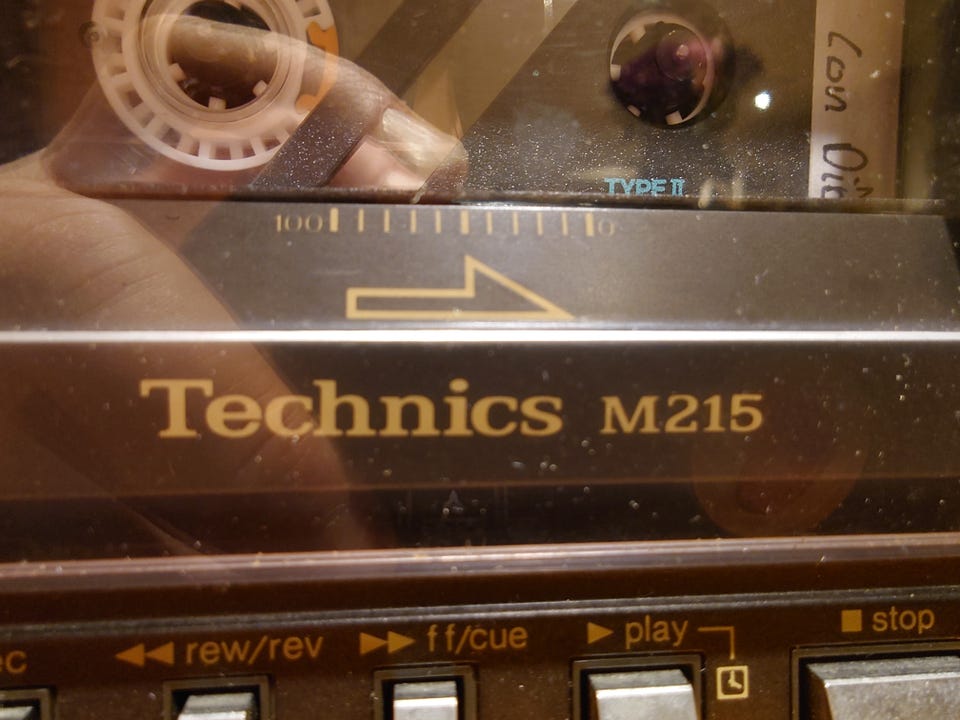 TYPE II
100 0
Technics M215
rew/rev ff/cue play stop